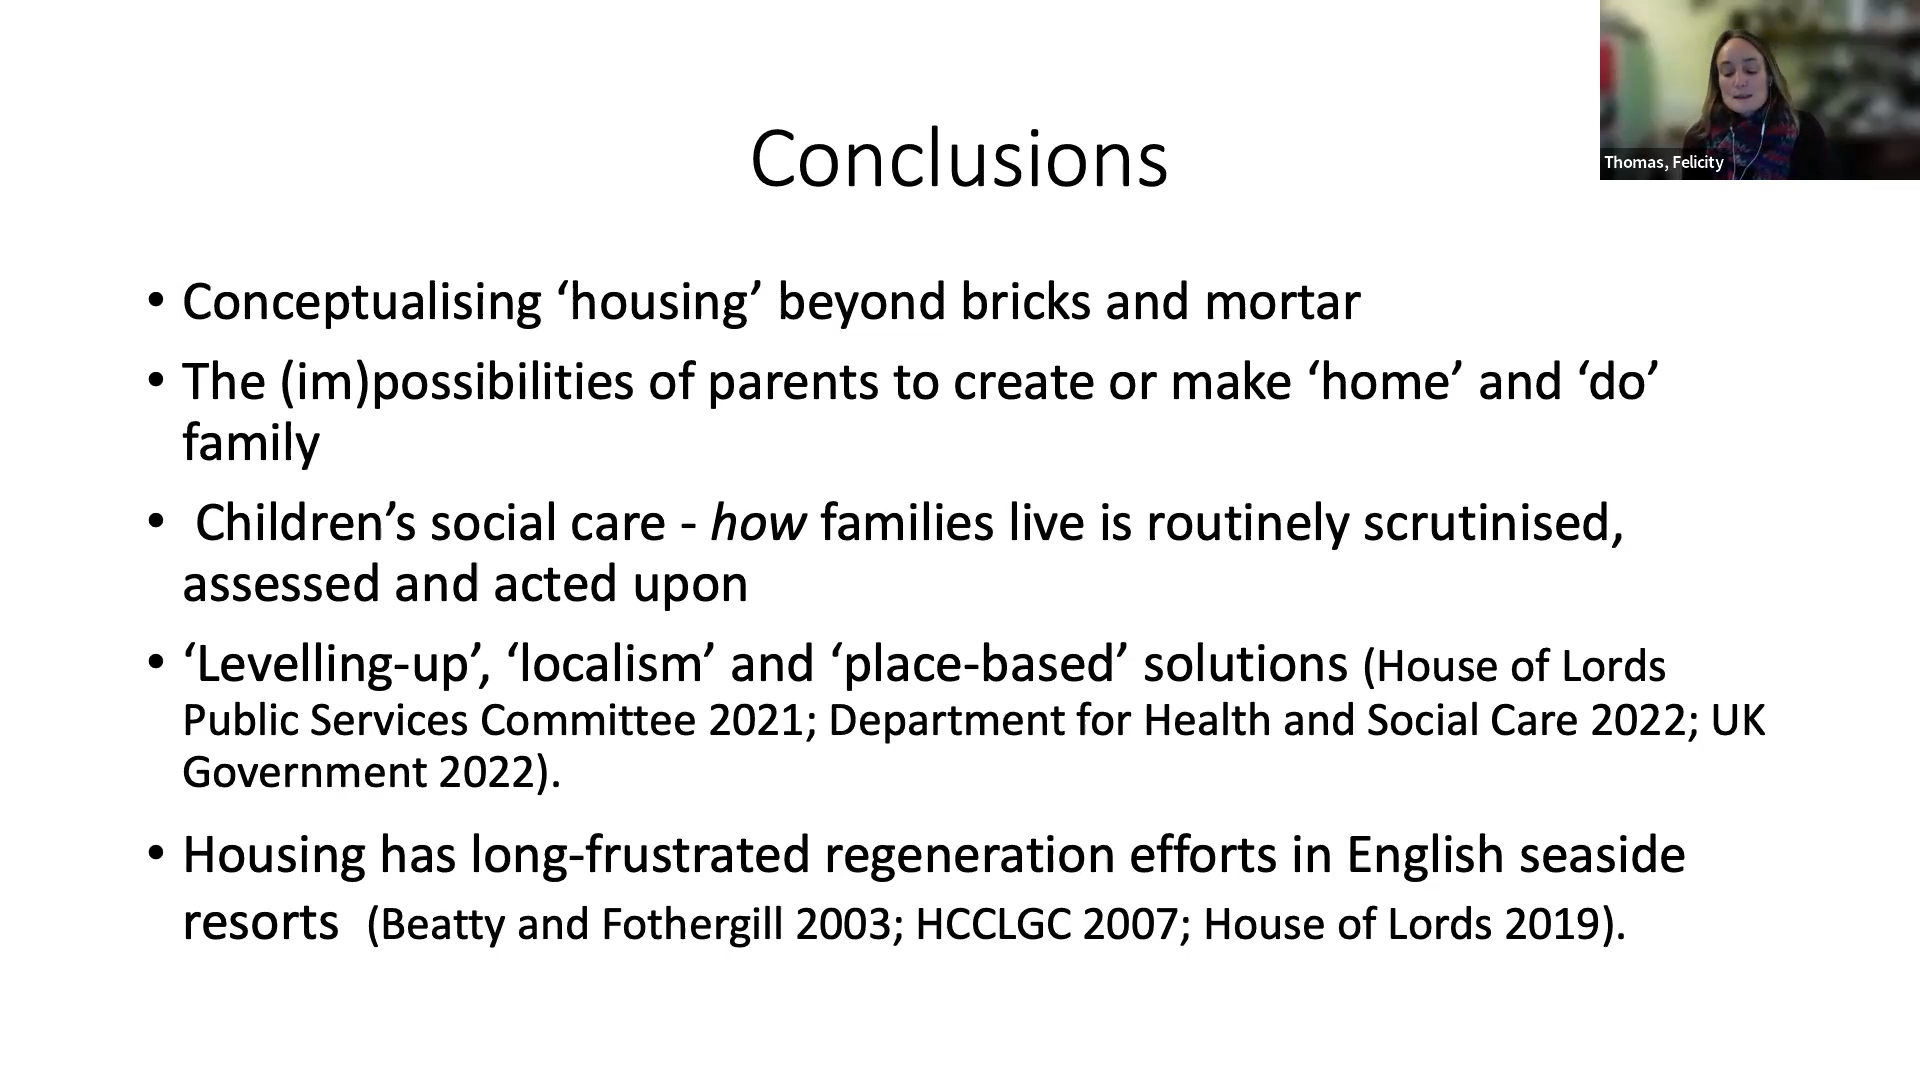 Conclusions
Thomas, Felicity
• Conceptualising ‘housing’ beyond bricks and mortar
• The (im)possibilities of parents to create or make ‘home’ and ‘do’
family
• Children’s social care - how families live is routinely scrutinised,
assessed and acted upon
• ‘Levelling-up’, ‘localism’ and ‘place-based’ solutions (House of Lords
Public Services Committee 2021; Department for Health and Social Care 2022; UK
Government 2022).
• Housing has long-frustrated regeneration efforts in English seaside
resorts (Beatty and Fothergill 2003; HCCLGC 2007; House of Lords 2019).